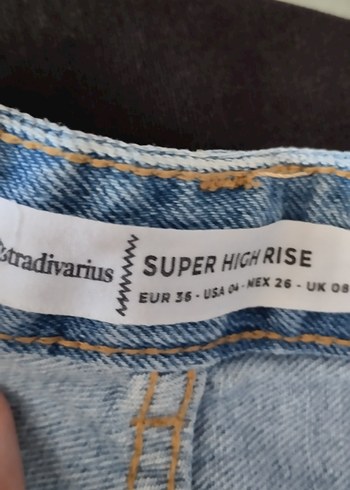 Stradivarius
SUPER HIGH RISE
EUR 36 - USA 04 - MEX 26 - UK 08